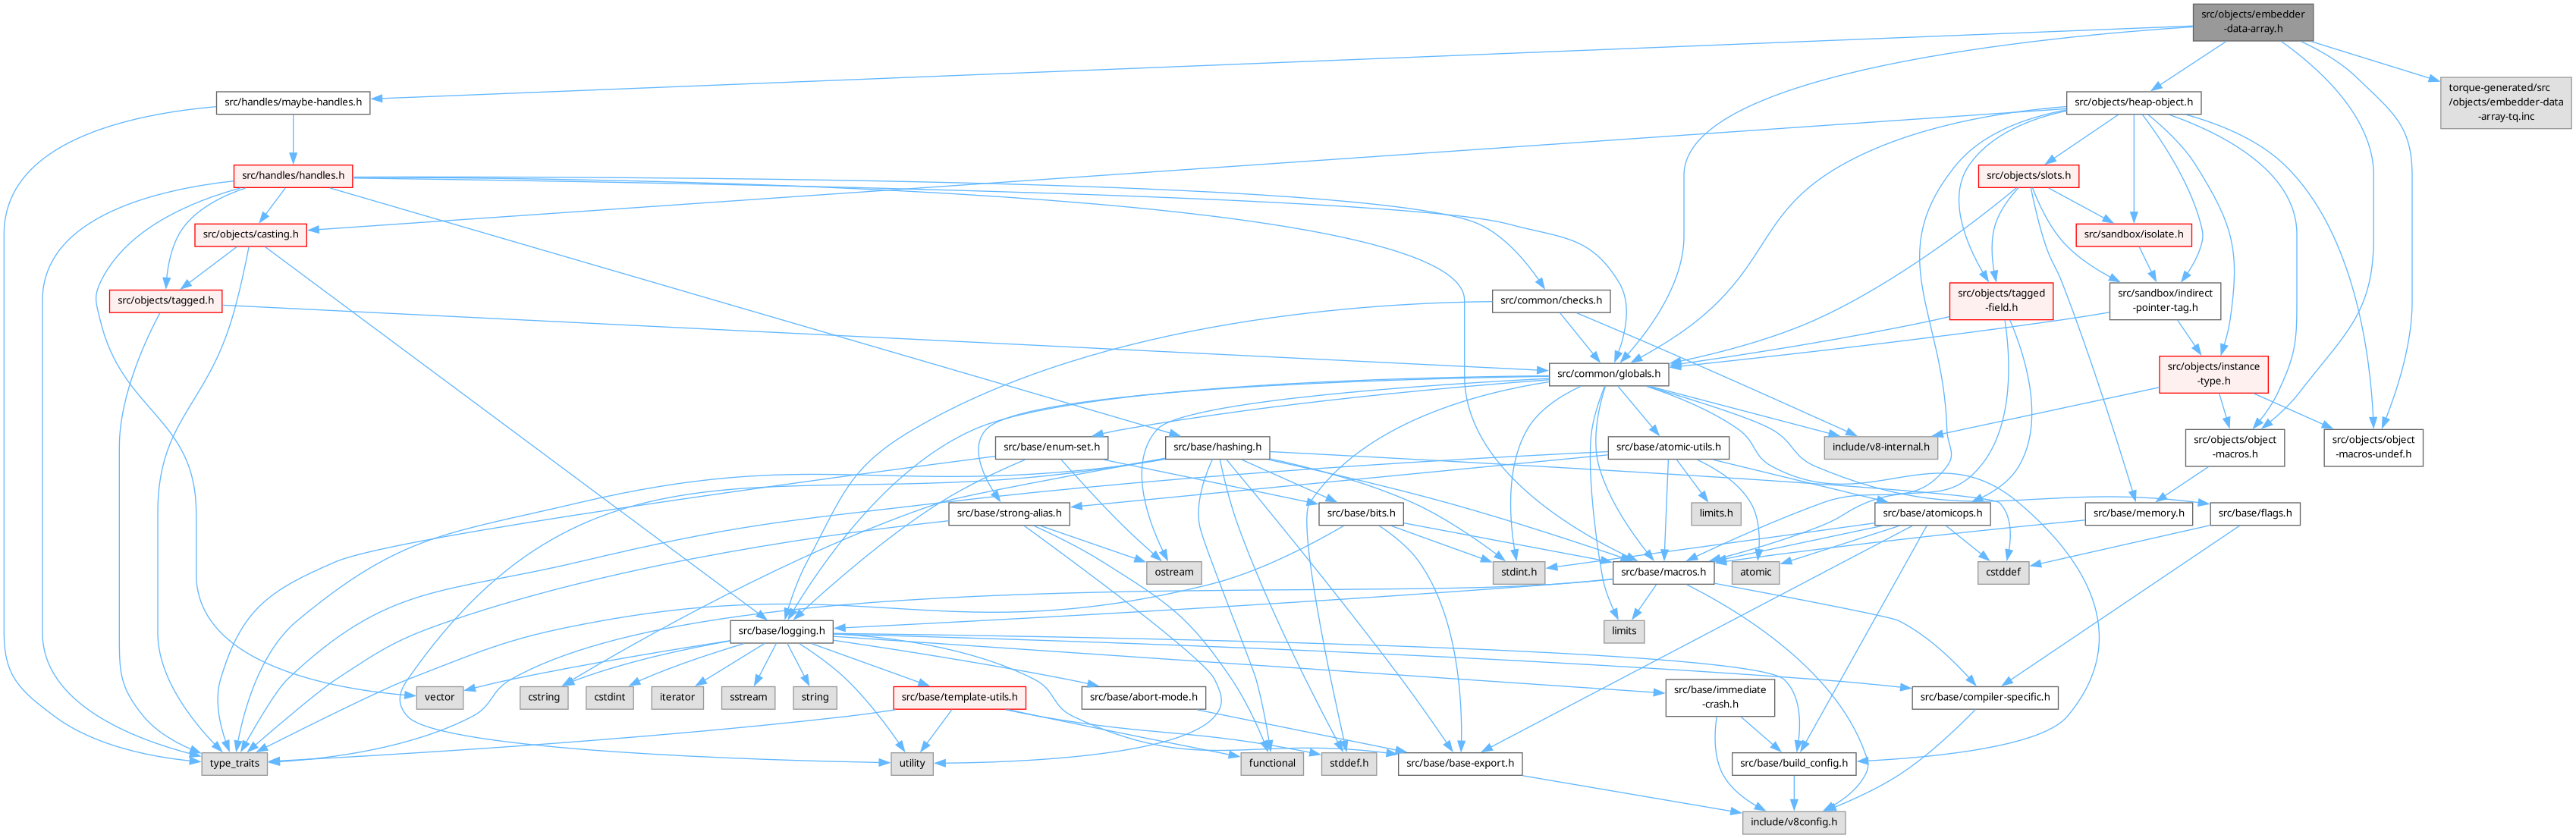 src/objects/embedder
-data-array.h
src/handles/maybe-handles.h
src/objects/heap-object.h
torque-generated/src
/objects/embedder-data
-array-tq.inc
src/handles/handles.h
src/objects/slots.h
src/objects/casting.h
src/sandbox/isolate.h
src/objects/tagged.h
src/common/checks.h
src/objects/tagged
-field.h
src/sandbox/indirect
-pointer-tag.h
src/common/globals.h
src/objects/instance
-type.h
src/base/enum-set.h
src/base/hashing.h
src/base/atomic-utils.h
include/v8-internal.h
src/objects/object
-macros.h
src/objects/object
-macros-undef.h
src/base/strong-alias.h
src/base/bits.h
limits.h
src/base/atomicops.h
src/base/memory.h
src/base/flags.h
ostream
stdint.h
src/base/macros.h
atomic
cstddef
src/base/logging.h
limits
vector
cstring
cstdint
iterator
sstream
string
src/base/template-utils.h
src/base/abort-mode.h
src/base/immediate
-crash.h
src/base/compiler-specific.h
type_traits
utility
functional
stddef.h
src/base/base-export.h
src/base/build_config.h
include/v8config.h